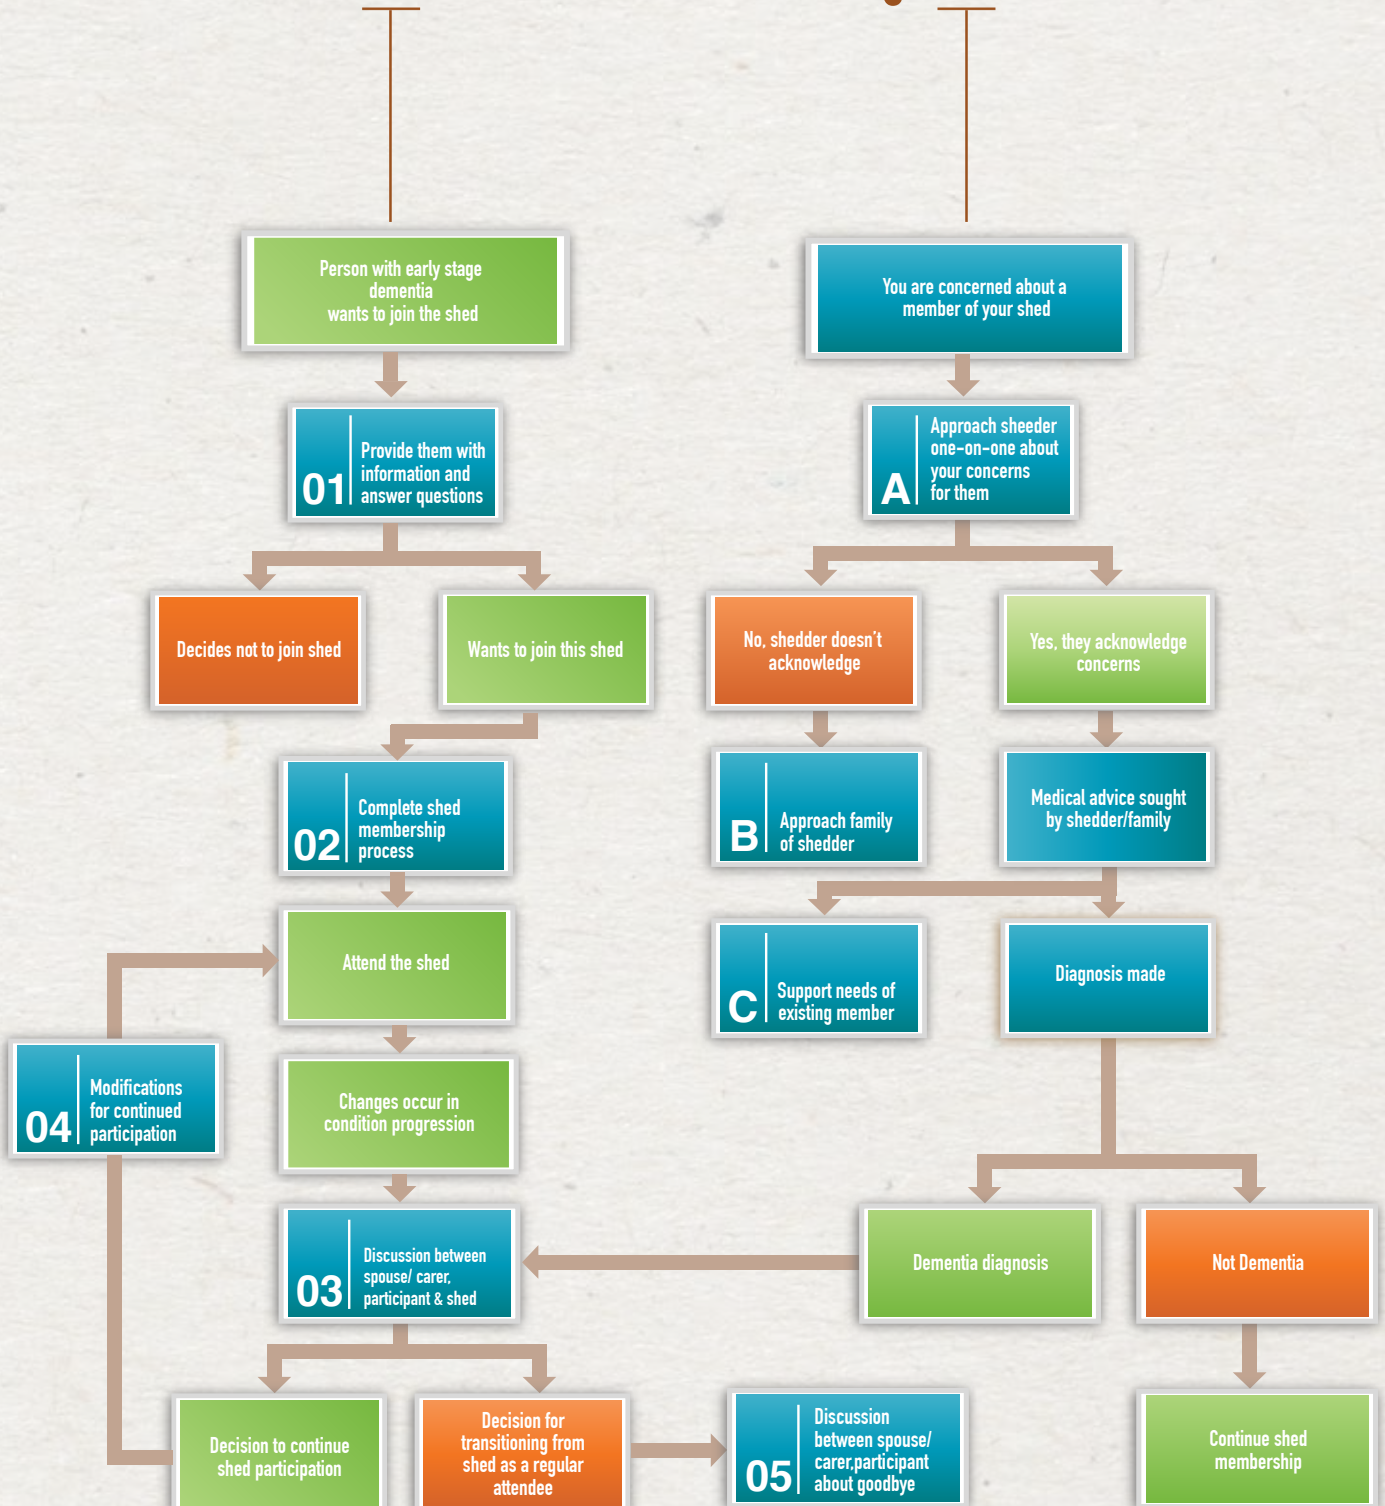 Person with early stage
dementia
wants to join the shed
You are concerned about a
member of your shed
01
Provide them with
information and
answer questions
A
Approach sheeder
one-on-one about
your concerns
for them
Decides not to join shed
Wants to join this shed
No, shedder doesn't
acknowledge
Yes, they acknowledge
concerns
02
Complete shed
membership
process
B
Approach family
of shedder
Medical advice sought
by shedder/family
Attend the shed
C
Support needs of
existing member
Diagnosis made
04
Modifications
for continued
participation
Changes occur in
condition progression
03
Discussion between
spouse/ carer,
participant & shed
Dementia diagnosis
Not Dementia
Decision to continue
shed participation
Decision for
transitioning from
shed as a regular
attendee
05
Discussion
between spouse/
carer,participant
about goodbye
Continue shed
membership